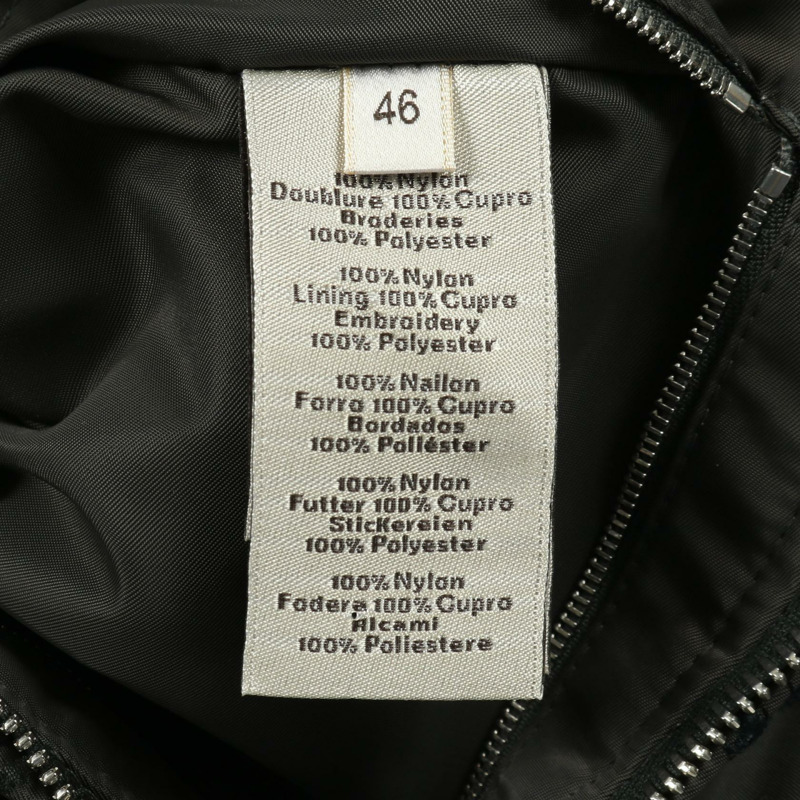 46
100% Nylon
Doublure 100% Cupro
Broderies
100% Polyester
100% Nylon
Lining 100% Cupro
Embroidery
100% Polyester
100% Nailon
Forro 100% Cupro
Bordados
100% Poliéster
100% Nylon
Futter 100% Cupro
Stickereien
100% Polyester
100% Nylon
Fodera 100% Cupro
Alcami
100% Poliestere